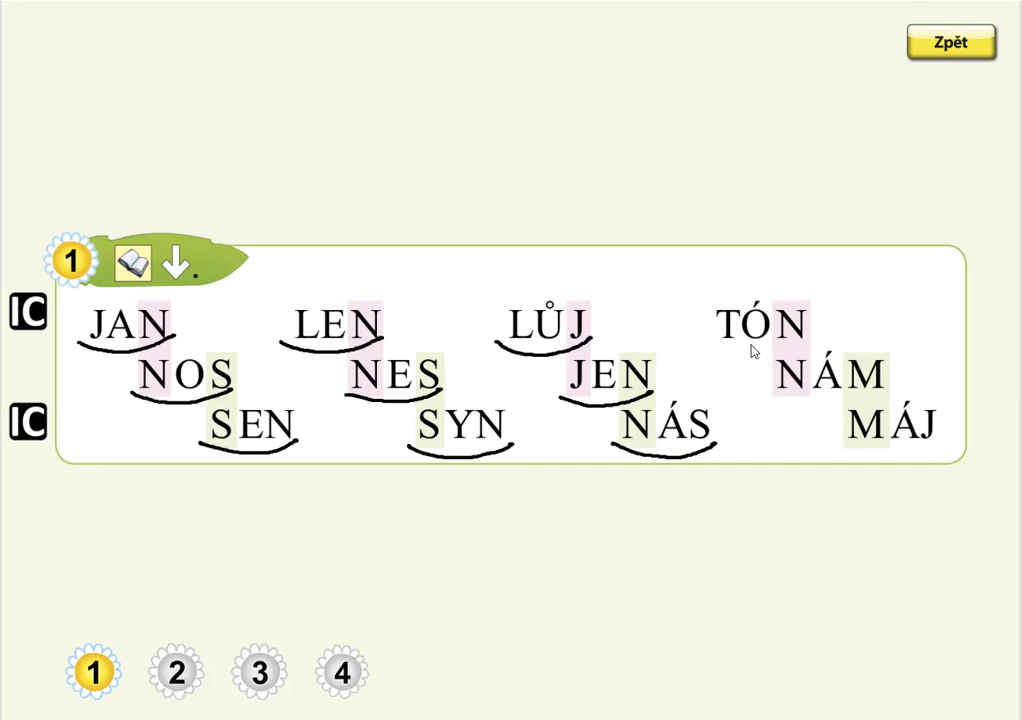 Zpět
1 .
IC
JAN LEN LŮJ TÓN
NOS NES JEN NÁM
IC
SEN SYN NÁS MÁJ
1 2 3 4